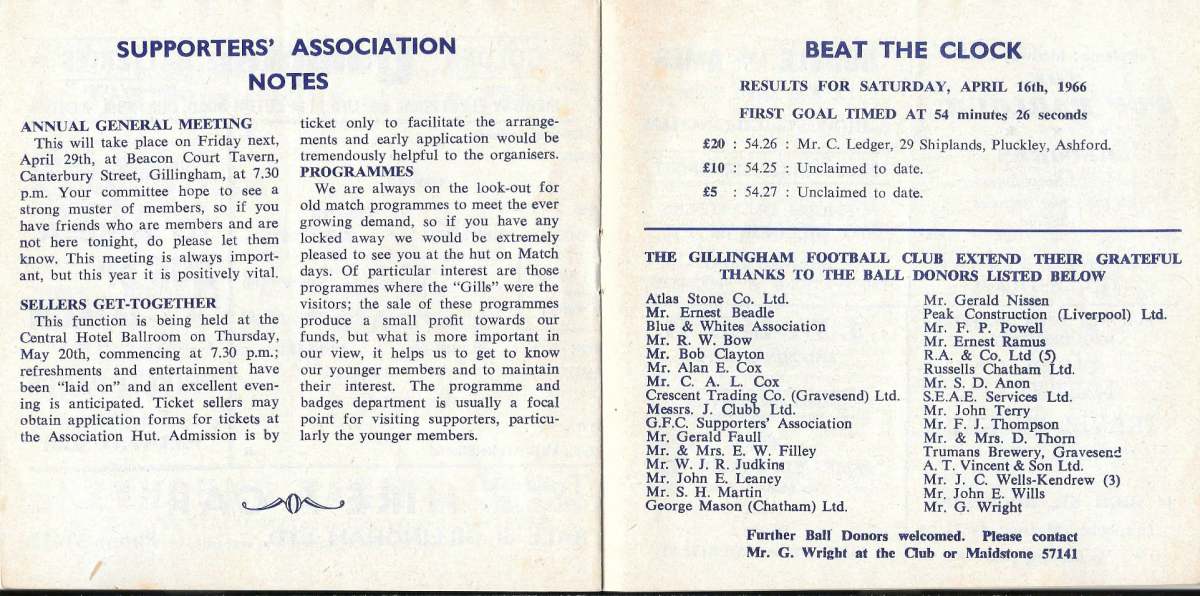 SUPPORTERS' ASSOCIATION
NOTES
ANNUAL GENERAL MEETING
This will take place on Friday next,
April 29th, at Beacon Court Tavern,
Canterbury Street, Gillingham, at 7.30
p.m. Your committee hope to see a
strong muster of members, so if you
have friends who are members and are
not here tonight, do please let them
know. This meeting is always import-
ant, but this year it is positively vital.
SELLERS GET-TOGETHER
This function is being held at the
Central Hotel Ballroom on Thursday,
May 20th, commencing at 7.30 p.m.;
refreshments and entertainment have
been "laid on" and an excellent even-
ing is anticipated. Ticket sellers may
obtain application forms for tickets at
the Association Hut. Admission is by
ticket only to facilitate the arrange-
ments and early application would be
tremendously helpful to the organisers.
PROGRAMMES
We are always on the look-out for
old match programmes to meet the ever
growing demand, so if you have any
locked away we would be extremely
pleased to see you at the hut on Match
days. Of particular interest are those
programmes where the "Gills" were the
visitors; the sale of these programmes
produce a small profit towards our
funds, but what is more important in
our view, it helps us to get to know
our younger members and to maintain
their interest. The programme and
badges department is usually a focal
point for visiting supporters, particu-
larly the younger members.
BEAT THE CLOCK
RESULTS FOR SATURDAY, APRIL 16th, 1966
FIRST GOAL TIMED AT 54 minutes 26 seconds
£20 : 54.26 : Mr. C. Ledger, 29 Shiplands, Pluckley, Ashford.
£10 : 54.25 : Unclaimed to date.
£5 : 54.27 : Unclaimed to date.
THE GILLINGHAM FOOTBALL CLUB EXTEND THEIR GRATEFUL
THANKS TO THE BALL DONORS LISTED BELOW
Atlas Stone Co. Ltd.
Mr. Ernest Beadle
Blue & Whites Association
Mr. R. W. Bow
Mr. Bob Clayton
Mr. Alan E. Cox
Mr. C. A. L. Cox
Crescent Trading Co. (Gravesend) Ltd.
Messrs. J. Clubb Ltd.
G.F.C. Supporters' Association
Mr. Gerald Faull
Mr. & Mrs. E. W. Filley
Mr. W. J. R. Judkins
Mr. John E. Leaney
Mr. S. H. Martin
George Mason (Chatham) Ltd.
Mr. Gerald Nissen
Peak Construction (Liverpool) Ltd.
Mr. F. P. Powell
Mr. Ernest Ramus
R.A. & Co. Ltd (5)
Russells Chatham Ltd.
Mr. S. D. Anon
S.E.A.E. Services Ltd.
Mr. John Terry
Mr. F. J. Thompson
Mr. & Mrs. D. Thorn
Trumans Brewery, Gravesend
A. T. Vincent & Son Ltd.
Mr. J. C. Wells-Kendrew (3)
Mr. John E. Wills
Mr. G. Wright
Further Ball Donors welcomed. Please contact
Mr. G. Wright at the Club or Maidstone 57141